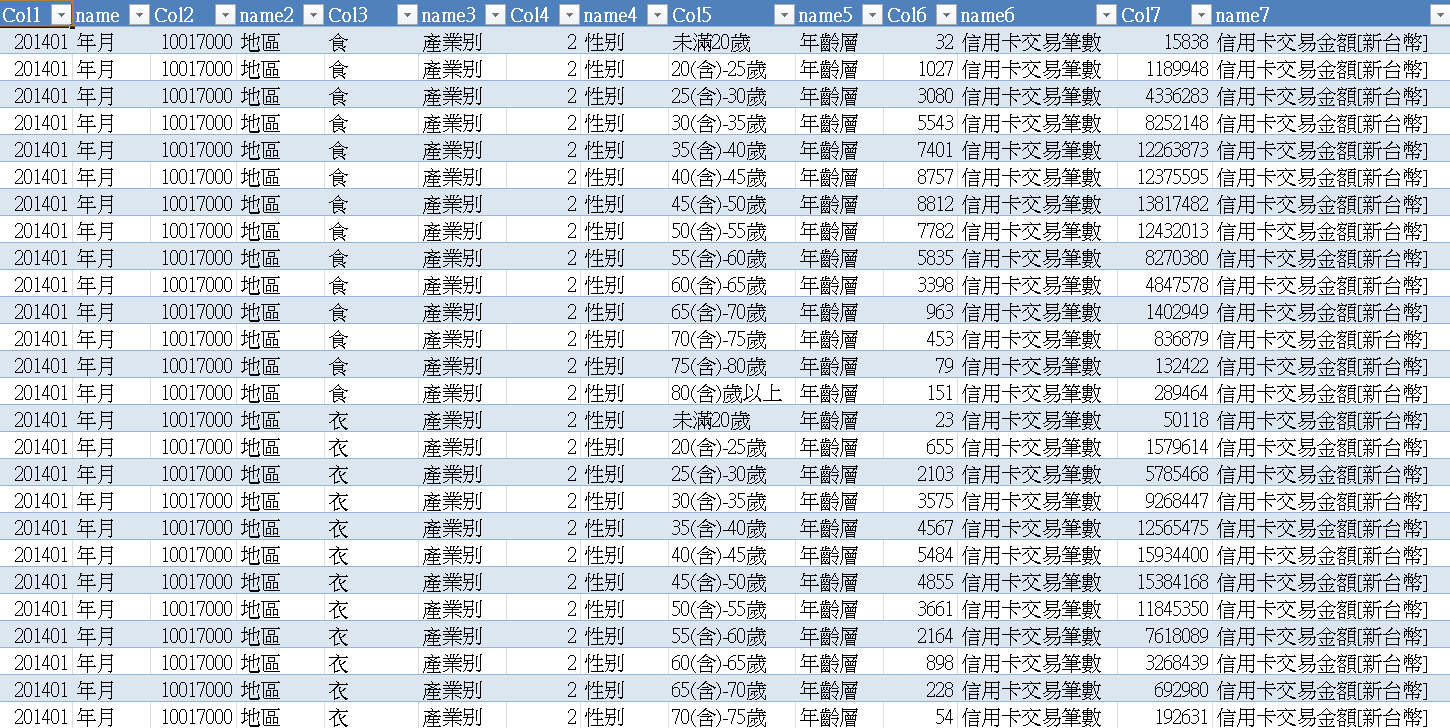 Col1 name Col2 name2 Col3 name3 Col4 name4 Col5 name5 Col6 name6 Col7 name7
201401 年月 10017000 地區 食 產業別 2 性別 未滿20歲 年齡層 32 信用卡交易筆數 15838 信用卡交易金額[新台幣]
201401 年月 10017000 地區 食 產業別 2 性別 20(含)-25歲 年齡層 1027 信用卡交易筆數 1189948 信用卡交易金額[新台幣]
201401 年月 10017000 地區 食 產業別 2 性別 25(含)-30歲 年齡層 3080 信用卡交易筆數 4336283 信用卡交易金額[新台幣]
201401 年月 10017000 地區 食 產業別 2 性別 30(含)-35歲 年齡層 5543 信用卡交易筆數 8252148 信用卡交易金額[新台幣]
201401 年月 10017000 地區 食 產業別 2 性別 35(含)-40歲 年齡層 7401 信用卡交易筆數 12263873 信用卡交易金額[新台幣]
201401 年月 10017000 地區 食 產業別 2 性別 40(含)-45歲 年齡層 8757 信用卡交易筆數 12375595 信用卡交易金額[新台幣]
201401 年月 10017000 地區 食 產業別 2 性別 45(含)-50歲 年齡層 8812 信用卡交易筆數 13817482 信用卡交易金額[新台幣]
201401 年月 10017000 地區 食 產業別 2 性別 50(含)-55歲 年齡層 7782 信用卡交易筆數 12432013 信用卡交易金額[新台幣]
201401 年月 10017000 地區 食 產業別 2 性別 55(含)-60歲 年齡層 5835 信用卡交易筆數 8270380 信用卡交易金額[新台幣]
201401 年月 10017000 地區 食 產業別 2 性別 60(含)-65歲 年齡層 3398 信用卡交易筆數 4847578 信用卡交易金額[新台幣]
201401 年月 10017000 地區 食 產業別 2 性別 65(含)-70歲 年齡層 963 信用卡交易筆數 1402949 信用卡交易金額[新台幣]
201401 年月 10017000 地區 食 產業別 2 性別 70(含)-75歲 年齡層 453 信用卡交易筆數 836879 信用卡交易金額[新台幣]
201401 年月 10017000 地區 食 產業別 2 性別 75(含)-80歲 年齡層 79 信用卡交易筆數 132422 信用卡交易金額[新台幣]
201401 年月 10017000 地區 食 產業別 2 性別 80(含)歲以上 年齡層 151 信用卡交易筆數 289464 信用卡交易金額[新台幣]
201401 年月 10017000 地區 衣 產業別 2 性別 未滿20歲 年齡層 23 信用卡交易筆數 50118 信用卡交易金額[新台幣]
201401 年月 10017000 地區 衣 產業別 2 性別 20(含)-25歲 年齡層 655 信用卡交易筆數 1579614 信用卡交易金額[新台幣]
201401 年月 10017000 地區 衣 產業別 2 性別 25(含)-30歲 年齡層 2103 信用卡交易筆數 5785468 信用卡交易金額[新台幣]
201401 年月 10017000 地區 衣 產業別 2 性別 30(含)-35歲 年齡層 3575 信用卡交易筆數 9268447 信用卡交易金額[新台幣]
201401 年月 10017000 地區 衣 產業別 2 性別 35(含)-40歲 年齡層 4567 信用卡交易筆數 12565475 信用卡交易金額[新台幣]
201401 年月 10017000 地區 衣 產業別 2 性別 40(含)-45歲 年齡層 5484 信用卡交易筆數 15934400 信用卡交易金額[新台幣]
201401 年月 10017000 地區 衣 產業別 2 性別 45(含)-50歲 年齡層 4855 信用卡交易筆數 15384168 信用卡交易金額[新台幣]
201401 年月 10017000 地區 衣 產業別 2 性別 50(含)-55歲 年齡層 3661 信用卡交易筆數 11845350 信用卡交易金額[新台幣]
201401 年月 10017000 地區 衣 產業別 2 性別 55(含)-60歲 年齡層 2164 信用卡交易筆數 7618089 信用卡交易金額[新台幣]
201401 年月 10017000 地區 衣 產業別 2 性別 60(含)-65歲 年齡層 898 信用卡交易筆數 3268439 信用卡交易金額[新台幣]
201401 年月 10017000 地區 衣 產業別 2 性別 65(含)-70歲 年齡層 228 信用卡交易筆數 692980 信用卡交易金額[新台幣]
201401 年月 10017000 地區 衣 產業別 2 性別 70(含)-75歲 年齡層 54 信用卡交易筆數 192631 信用卡交易金額[新台幣]